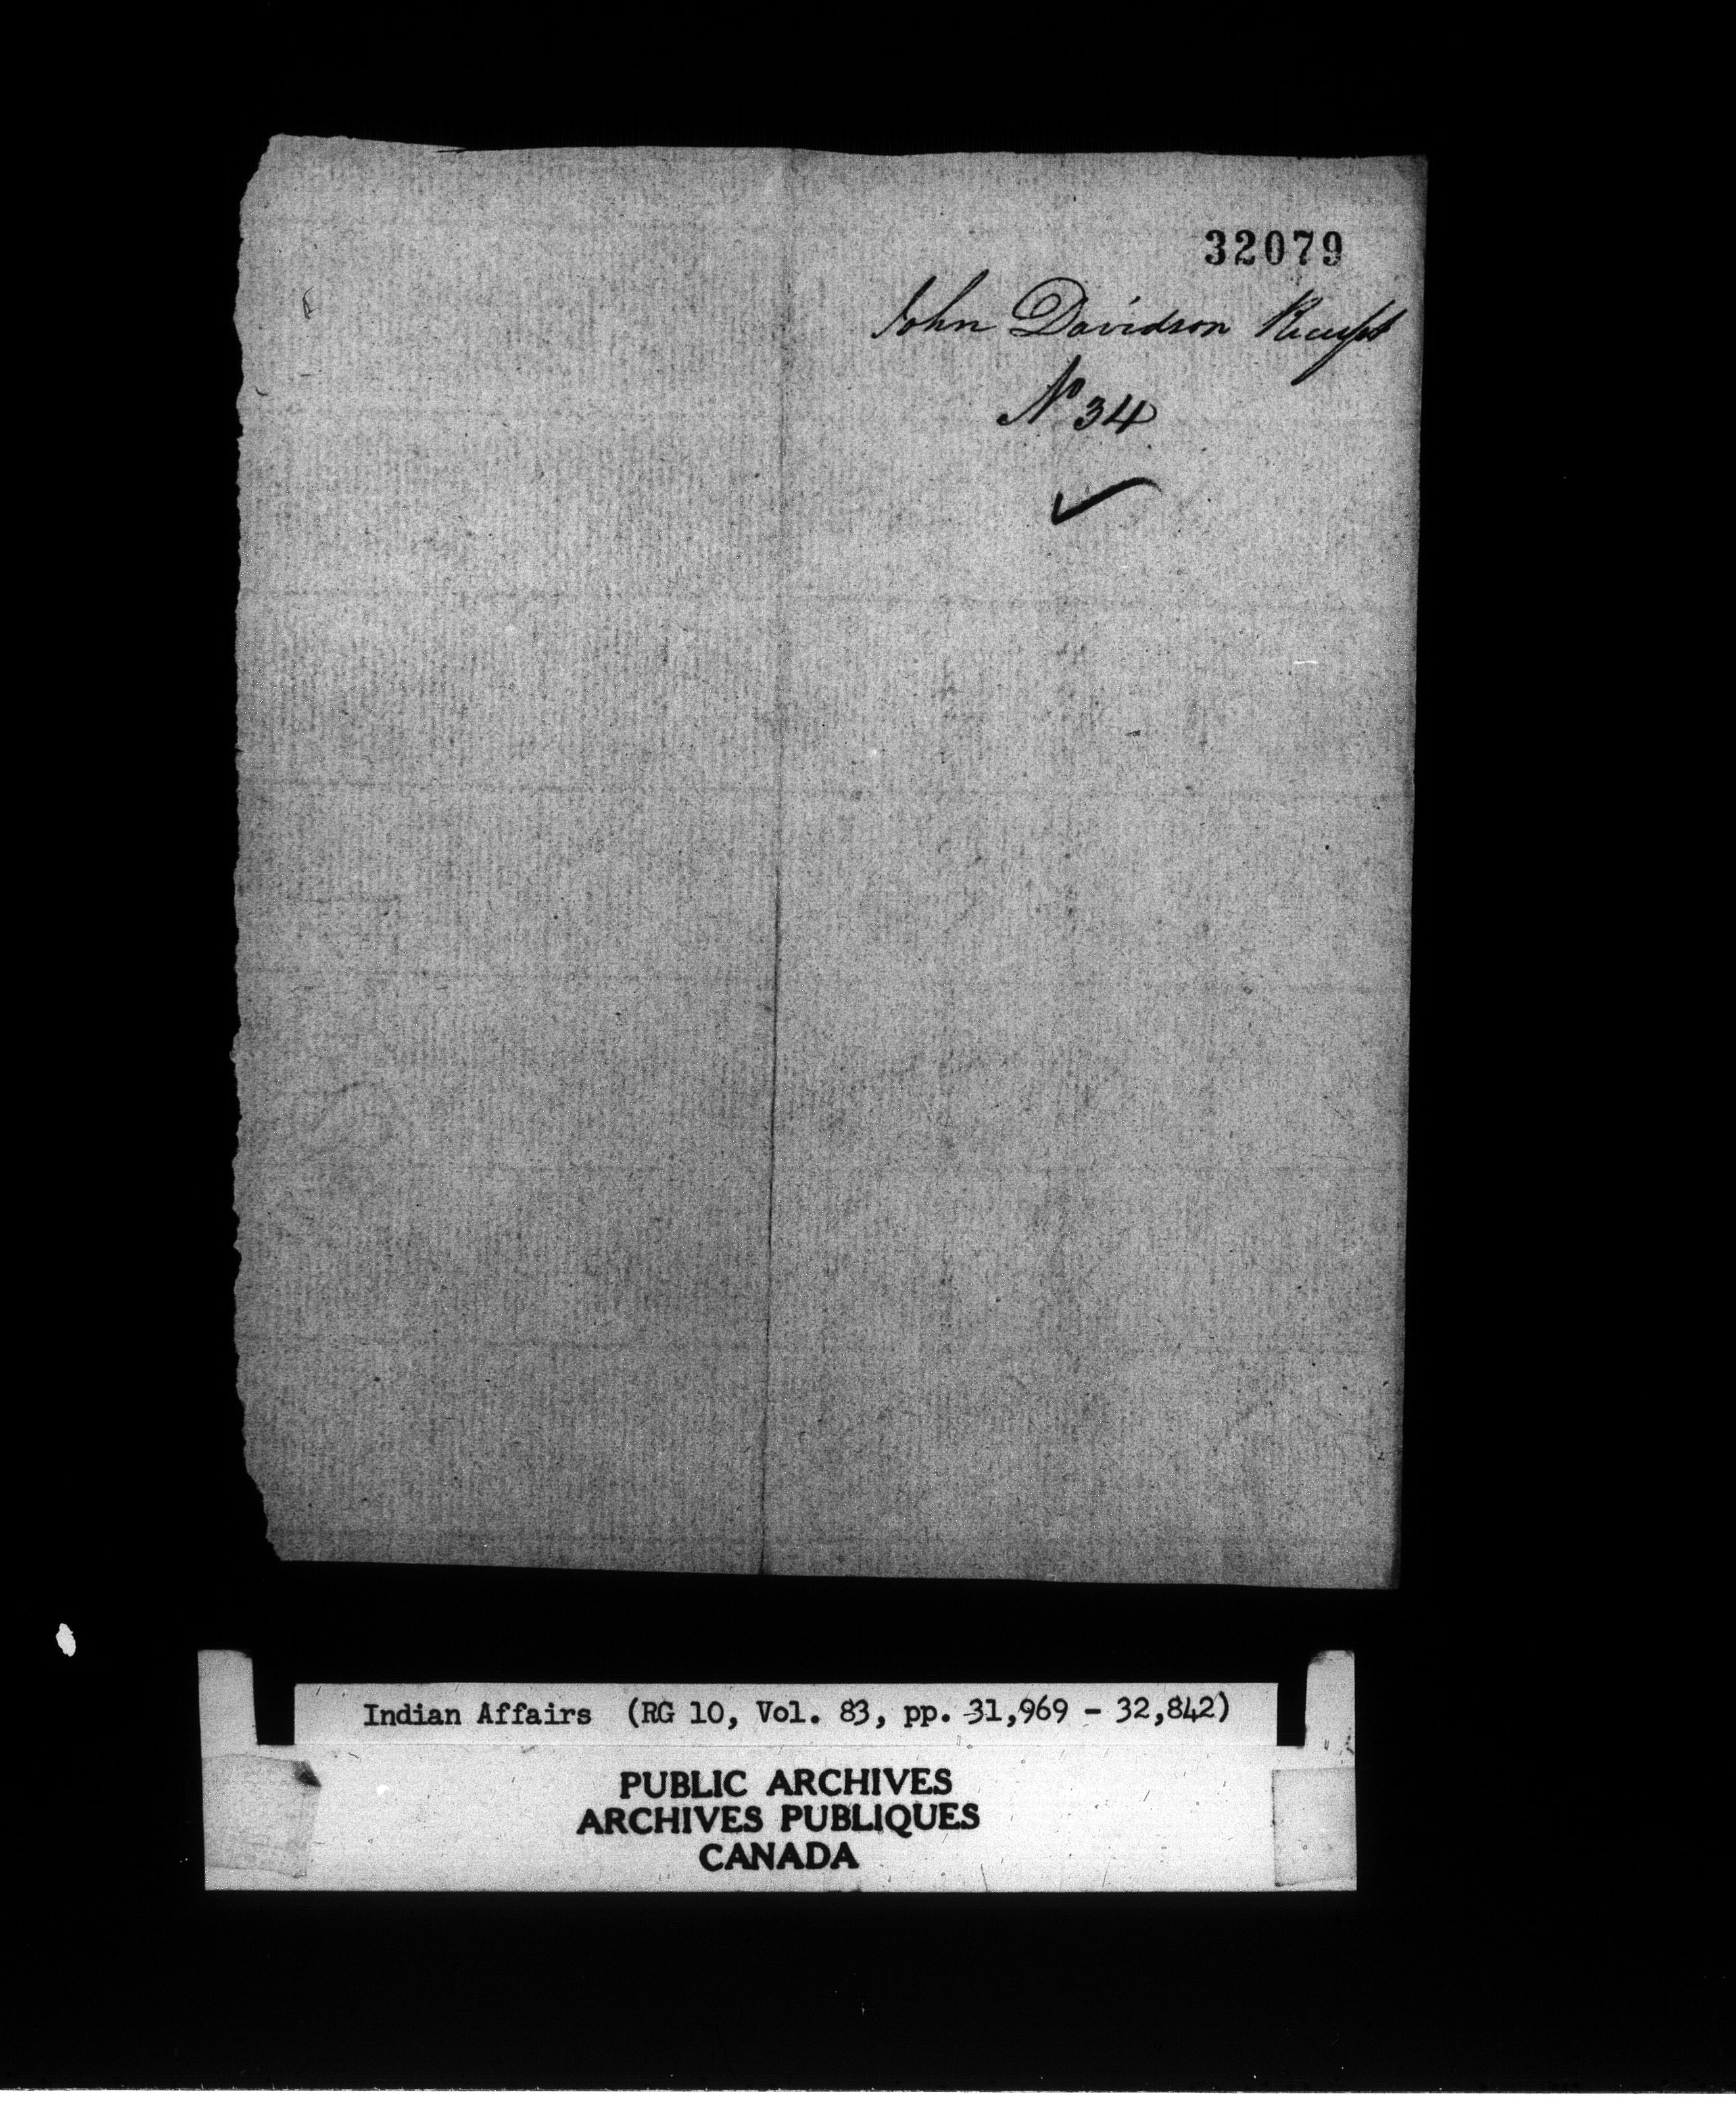 32079
John Davidson Receipt
No 34
Indian Affairs (RG 10, Vol. 83, pp. 31,969 - 32,842)
PUBLIC ARCHIVES
ARCHIVES PUBLIQUES
CANADA